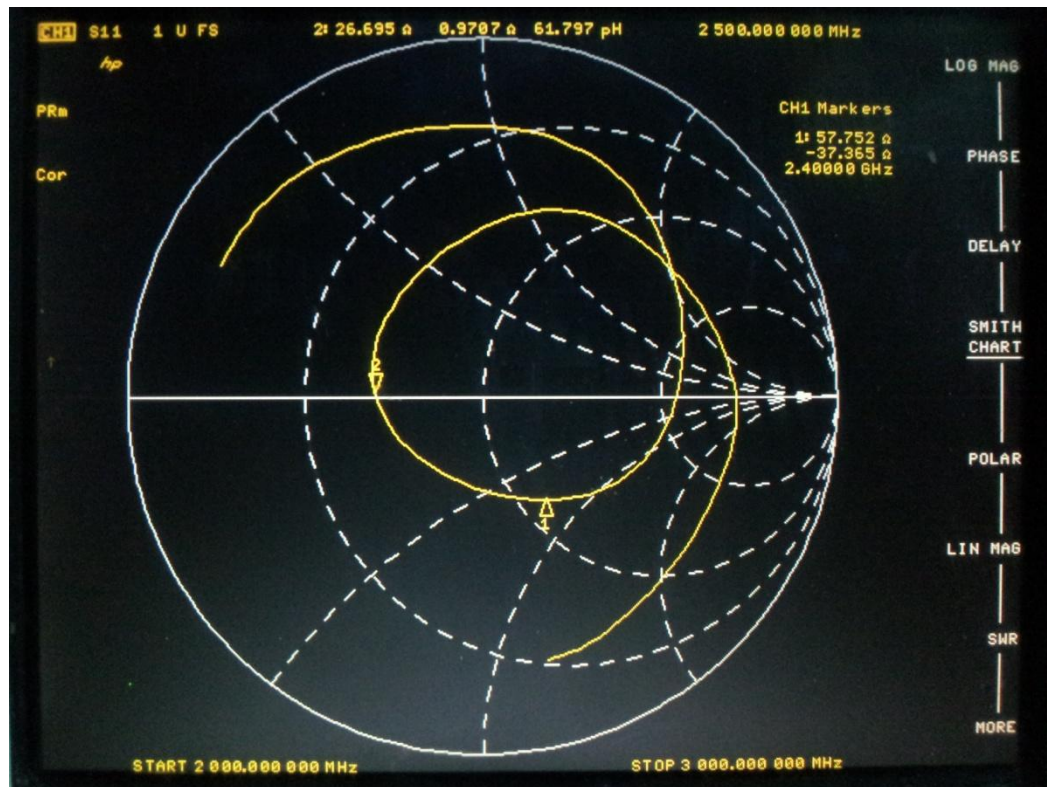 CH1 S11 1 U FS 2: 26.695 Ω 0.9707 Ω 61.797 pH 2 500.000 000 MHz
hp
PRm
Cor
CH1 Markers
1: 57.752 Ω
-37.365 Ω
2.40000 GHz
2
1
LOG MAG
PHASE
DELAY
SMITH
CHART
POLAR
LIN MAG
SWR
MORE
START 2 000.000 000 MHz STOP 3 000.000 000 MHz